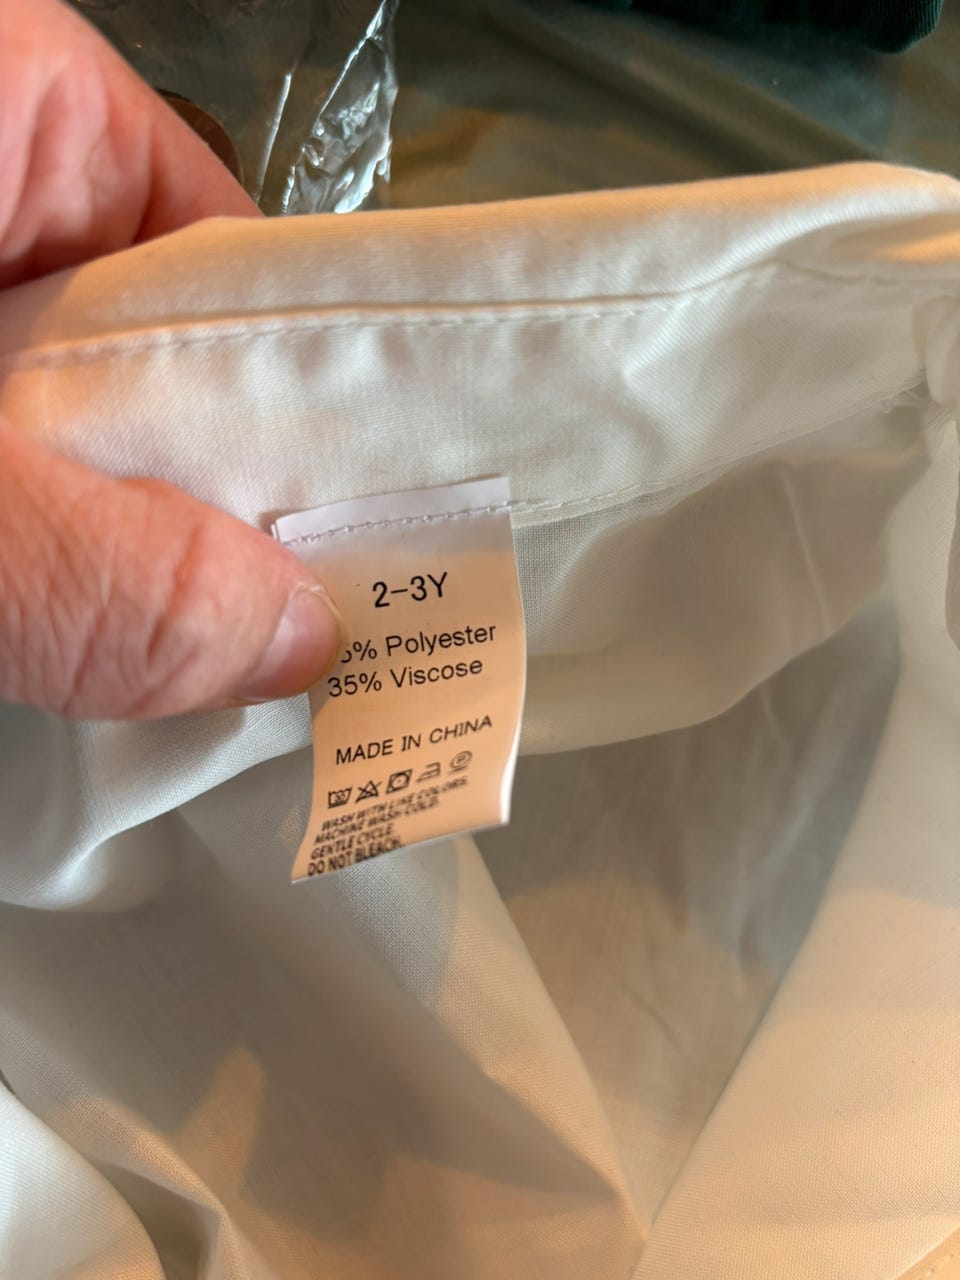 2-3Y
5% Polyester
35% Viscose
MADE IN CHINA
WASH WITH LIKE COLORS.
MACHINE WASH COLD.
GENTLE CYCLE.
DO NOT BLEACH.